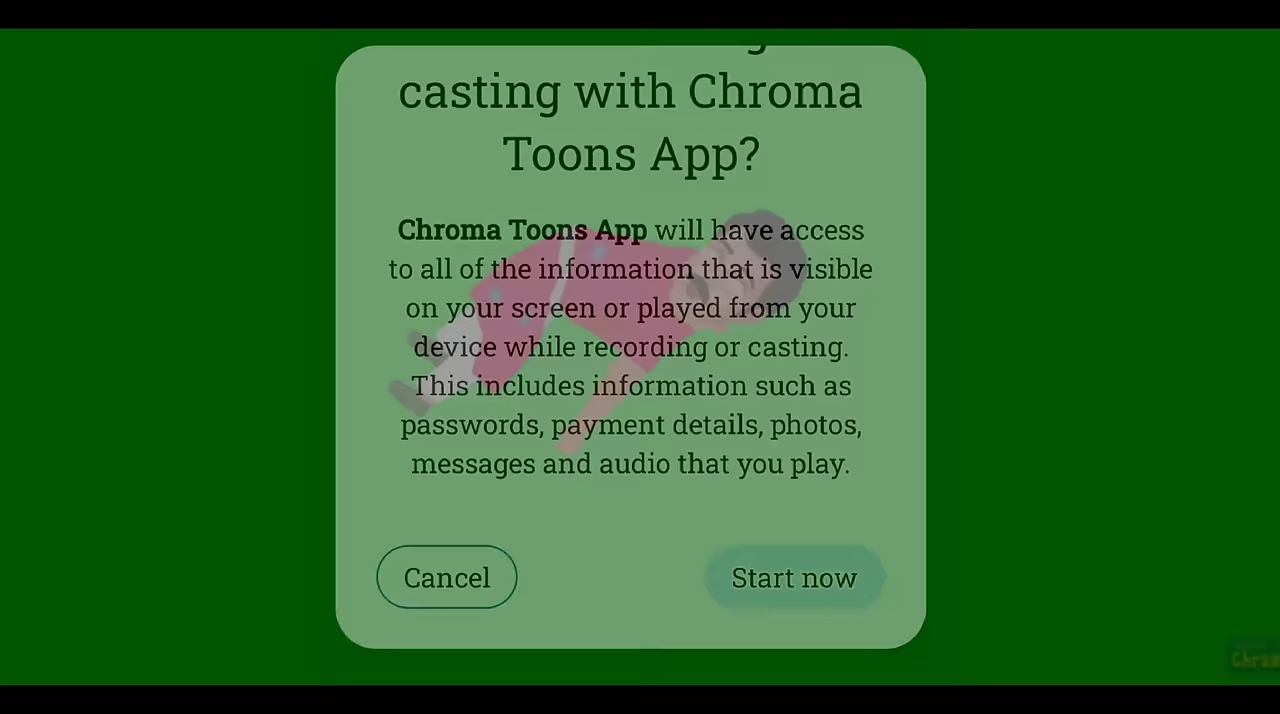 casting with Chroma
Toons App?
Chroma Toons App will have access
to all of the information that is visible
on your screen or played from your
device while recording or casting.
This includes information such as
passwords, payment details, photos,
messages and audio that you play.
Cancel
Start now